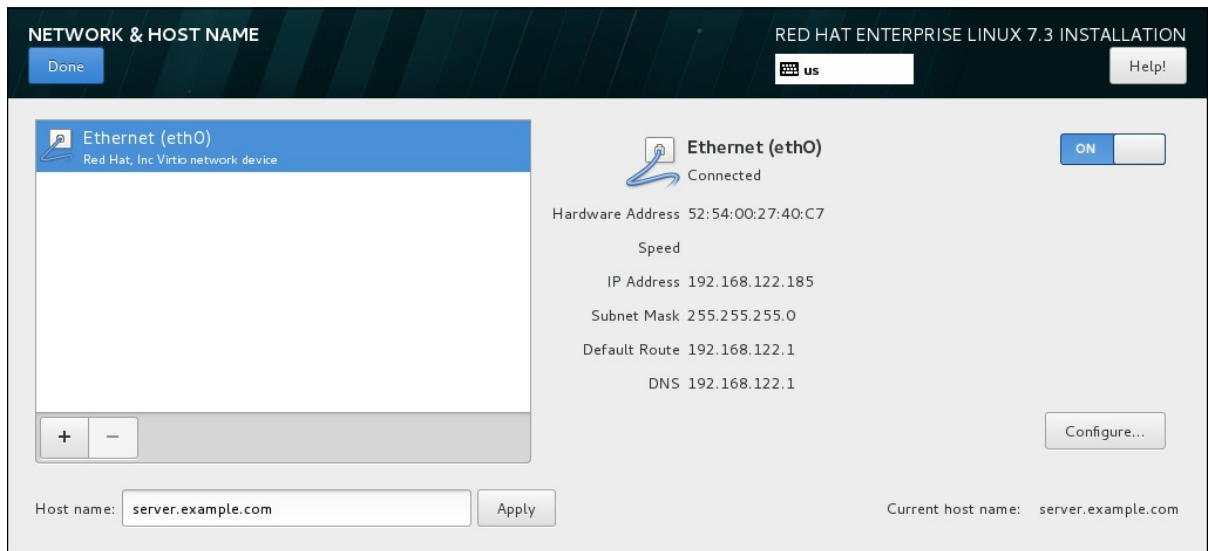 NETWORK & HOST NAME
RED HAT ENTERPRISE LINUX 7.3 INSTALLATION
Done
us
Help!
Ethernet (eth0)
Red Hat, Inc Virtio network device
Ethernet (eth0)
Connected
ON
Hardware Address 52:54:00:27:40:C7
Speed
IP Address 192.168.122.185
Subnet Mask 255.255.255.0
Default Route 192.168.122.1
DNS 192.168.122.1
+ −
Configure...
Host name: server.example.com Apply
Current host name: server.example.com